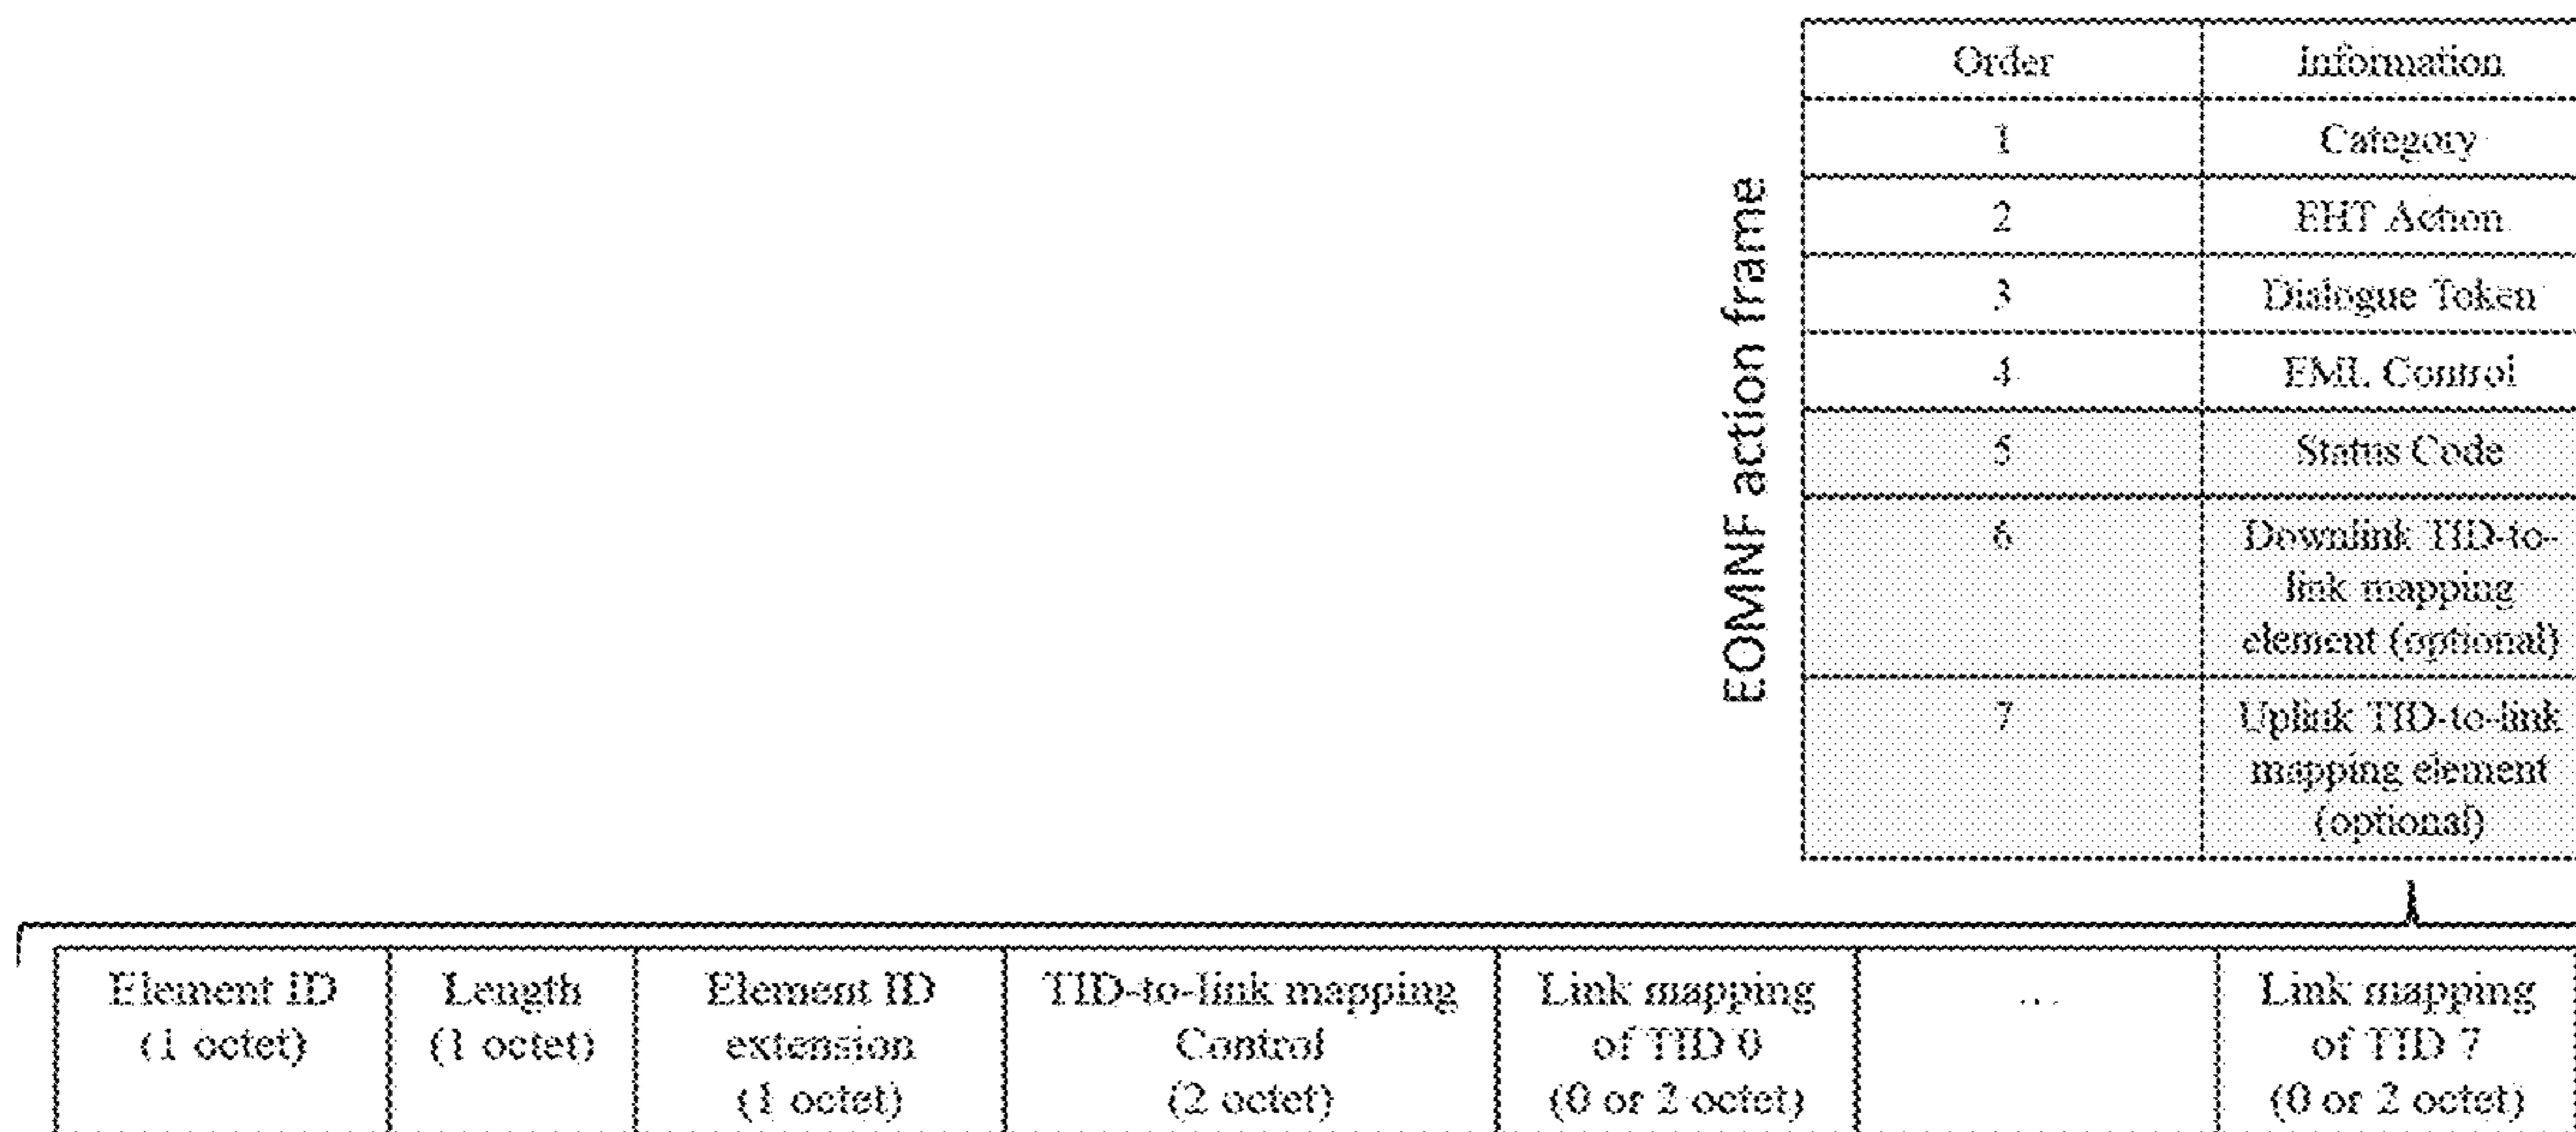 Order Information
1 Category
2 EHT Action
3 Dialogue Token
4 EML Control
5 Status Code
6 Downlink TID-to-
link mapping
element (optional)
7 Uplink TID-to-link
mapping element
(optional)
EOMNF action frame
Element ID Length Element ID TID-to-link mapping Link mapping ... Link mapping
(1 octet) (1 octet) extension Control of TID 0 of TID 7
(1 octet) (2 octet) (0 or 2 octet) (0 or 2 octet)